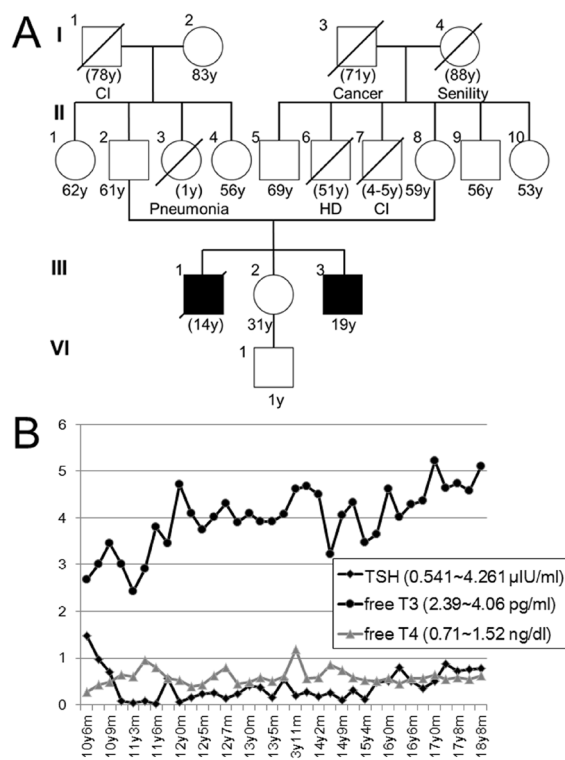 A
I
1 2 3 4
(78y) 83y (71y) (88y)
CI Cancer Senility
II
1 2 3 4 5 6 7 8 9 10
62y 61y (1y) 56y 69y (51y) (4-5y) 59y 56y 53y
Pneumonia HD CI
III
1 2 3
(14y) 31y 19y
VI
1
1y
B
6
5
4
3
2
1
0
TSH (0.541~4.261 μIU/ml)
free T3 (2.39~4.06 pg/ml)
free T4 (0.71~1.52 ng/dl)
10y6m 10y9m 11y3m 11y6m 12y0m 12y5m 12y7m 13y0m 13y5m 3y11m 14y2m 14y9m 15y4m 16y0m 16y5m 17y0m 17y8m 18y8m